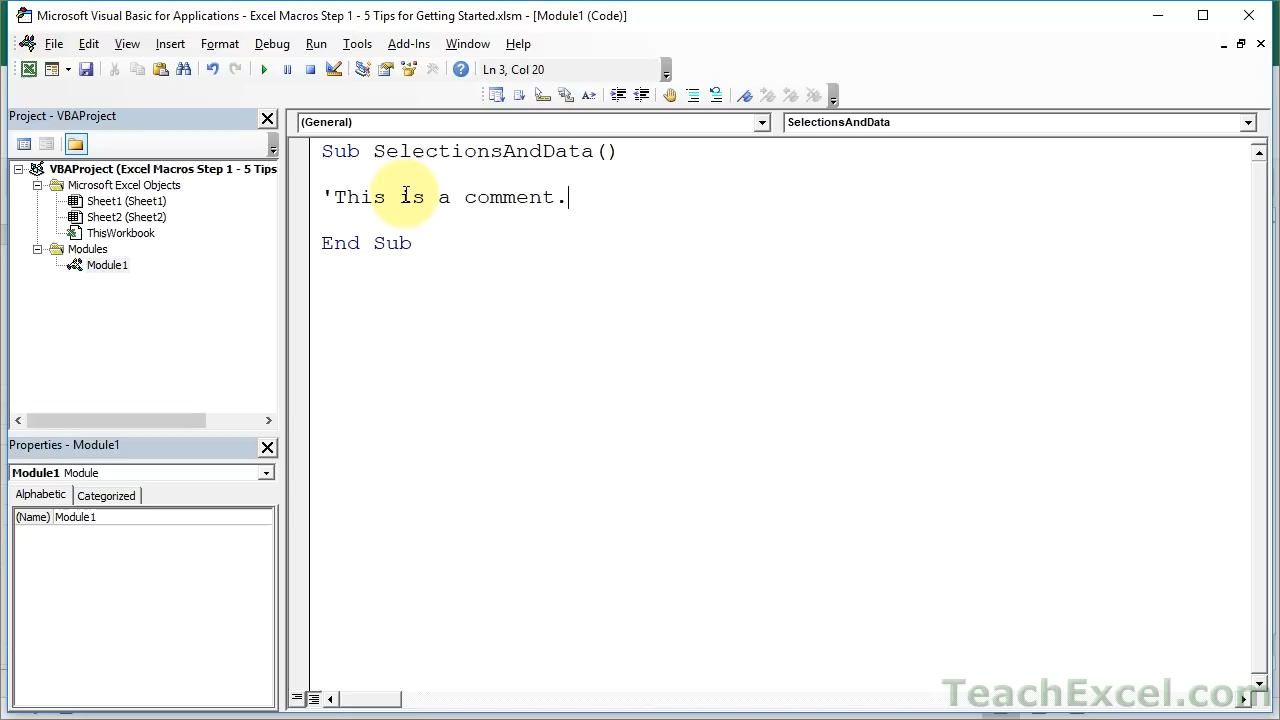 Microsoft Visual Basic for Applications - Excel Macros Step 1 - 5 Tips for Getting Started.xlsm - [Module1 (Code)]
File Edit View Insert Format Debug Run Tools Add-Ins Window Help
Ln 3, Col 20
Project - VBAProject
(General)
SelectionsAndData
VBAProject (Excel Macros Step 1 - 5 Tips
Microsoft Excel Objects
Sheet1 (Sheet1)
Sheet2 (Sheet2)
ThisWorkbook
Modules
Module1
Sub SelectionsAndData()
'This is a comment.
End Sub
Properties - Module1
Module1 Module
Alphabetic Categorized
(Name) Module1
TeachExcel.com